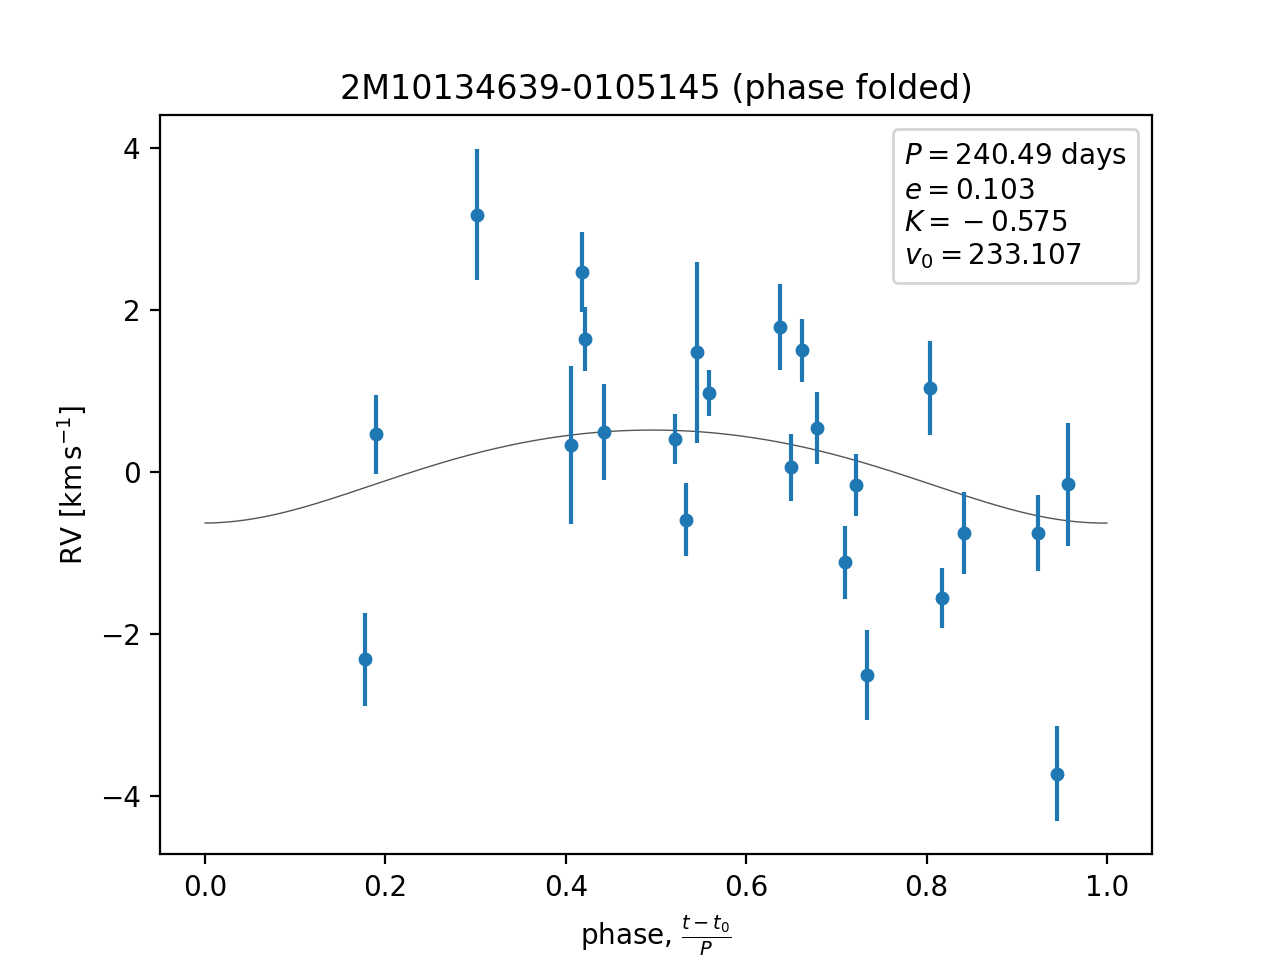 2M10134639-0105145 (phase folded)
P = 240.49 days
e = 0.103
K = −0.575
v₀ = 233.107
RV [km s⁻¹]
4
2
0
−2
−4
0.0 0.2 0.4 0.6 0.8 1.0
phase, (t − t₀)/P